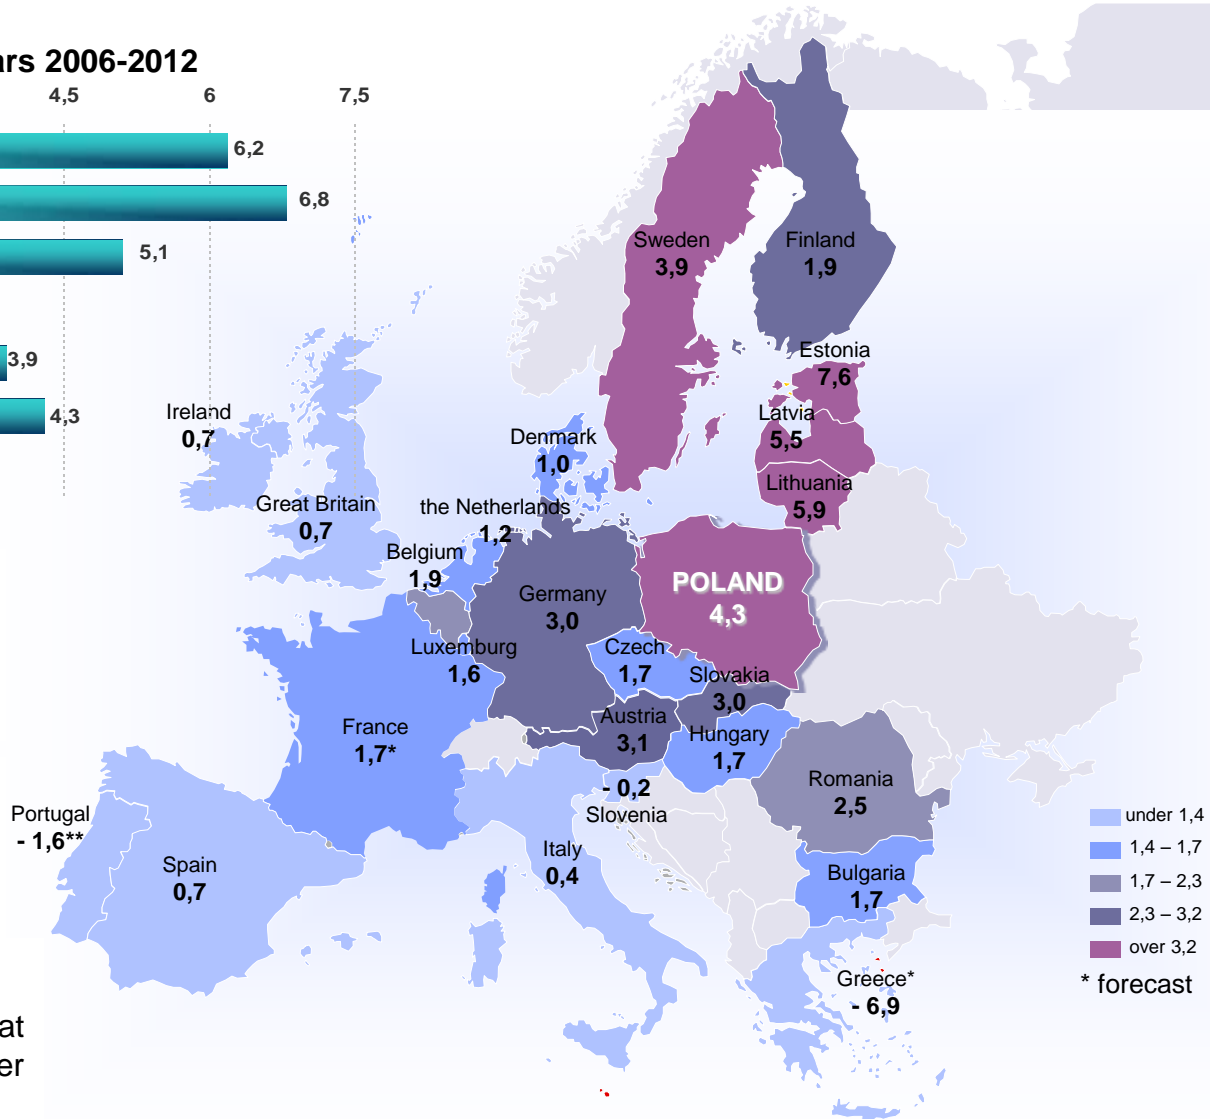 ars 2006-2012
4,5 6 7,5
6,2
6,8
5,1
3,9
4,3
Sweden
3,9
Finland
1,9
Estonia
7,6
Latvia
5,5
Lithuania
5,9
Ireland
0,7
Great Britain
0,7
Denmark
1,0
the Netherlands
1,2
Belgium
1,9
Germany
3,0
POLAND
4,3
Luxemburg
1,6
Czech
1,7
Slovakia
3,0
France
1,7*
Austria
3,1
Hungary
1,7
- 0,2
Slovenia
Romania
2,5
Portugal
- 1,6**
Spain
0,7
Italy
0,4
Bulgaria
1,7
Greece*
- 6,9
under 1,4
1,4 – 1,7
1,7 – 2,3
2,3 – 3,2
over 3,2
* forecast
at
er